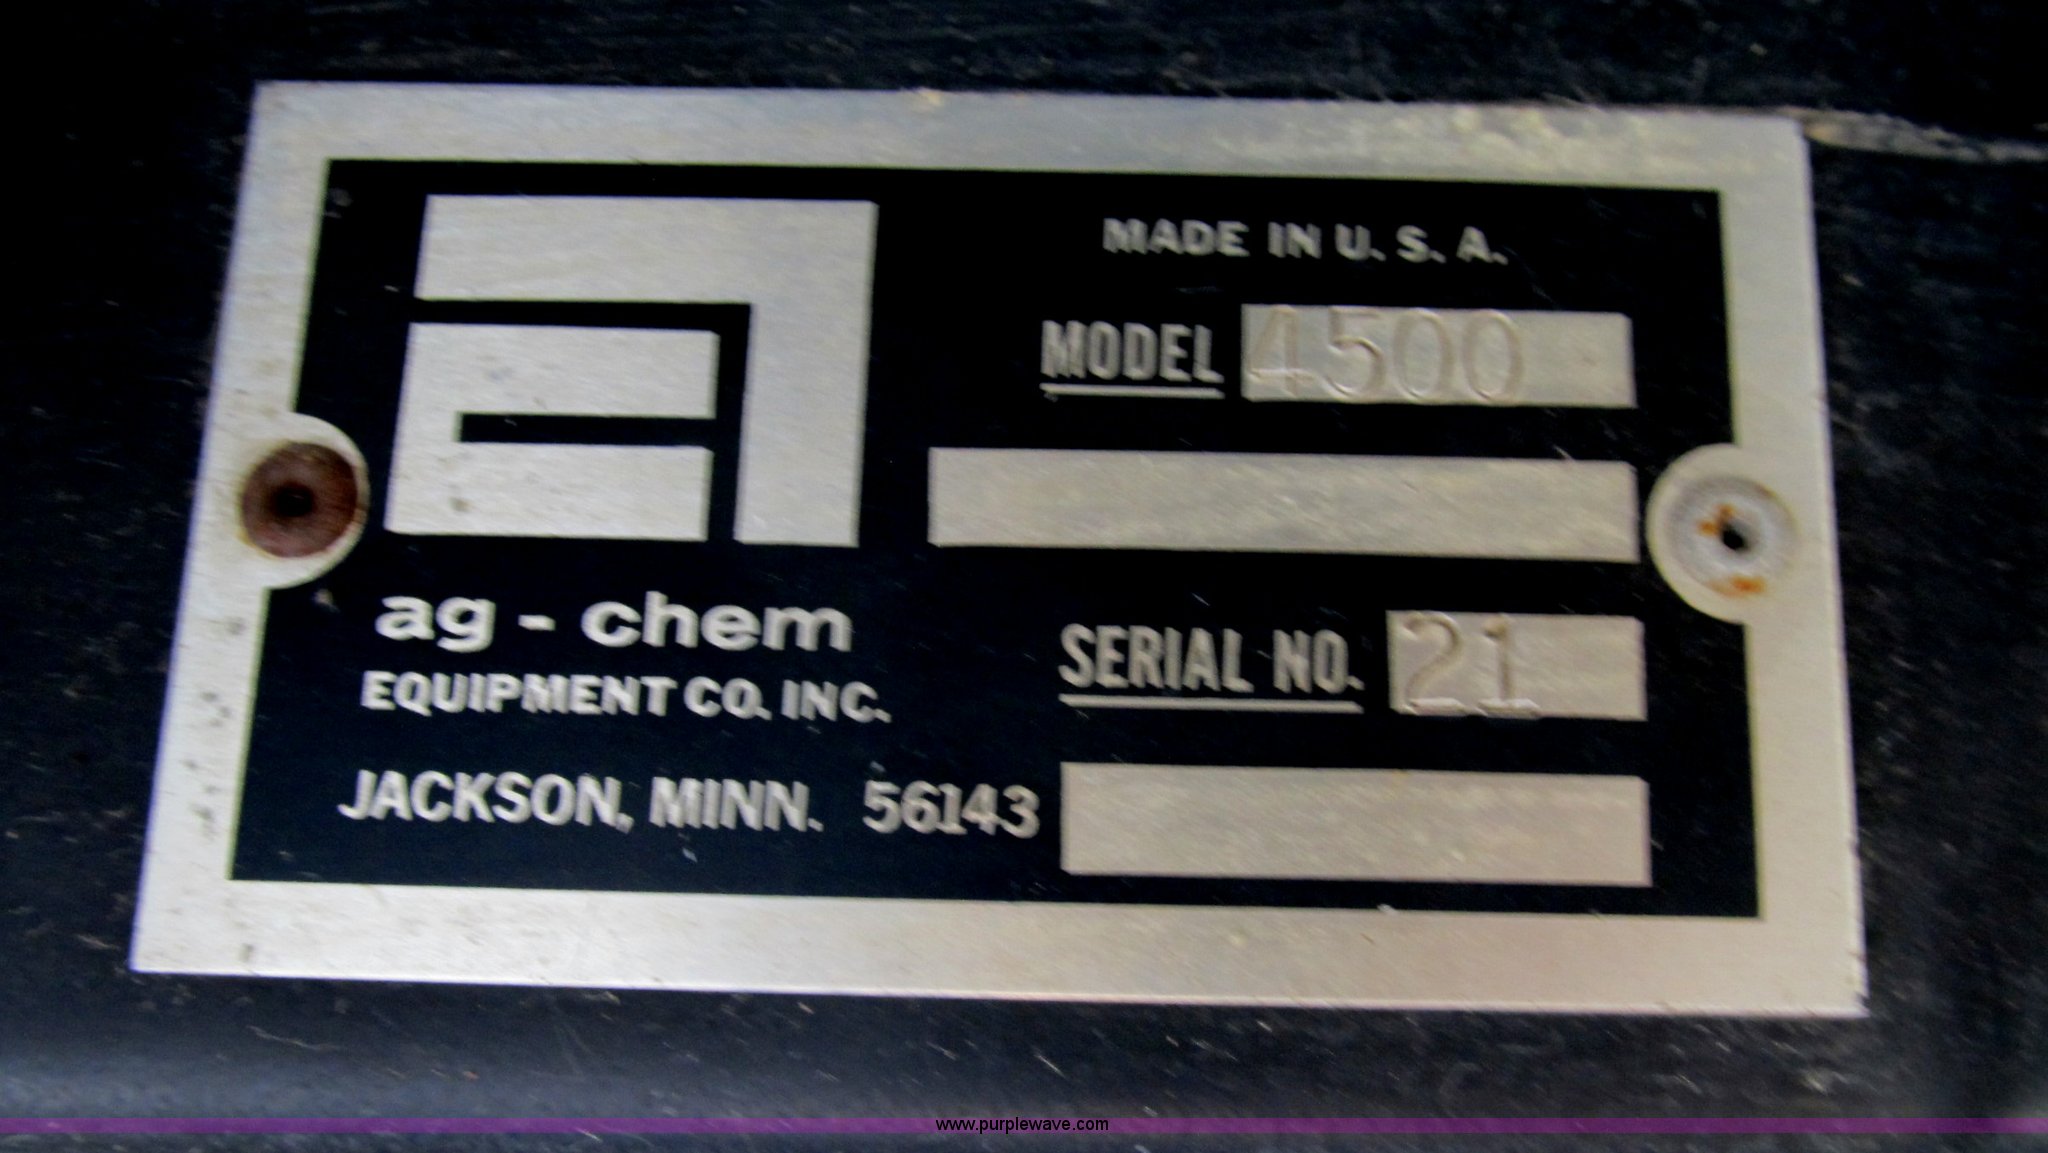 MADE IN U. S. A.
MODEL 4500
ag - chem
EQUIPMENT CO. INC.
SERIAL NO. 21
JACKSON, MINN. 56143
www.purplewave.com